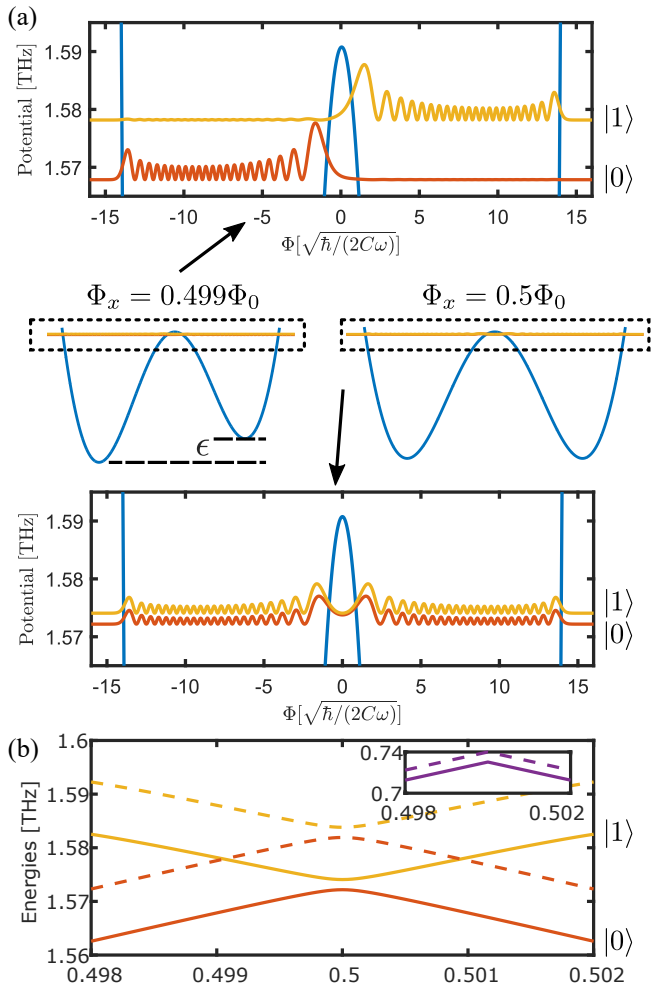 (a)
Potential [THz]
1.59
1.58
1.57
|1⟩
|0⟩
-15 -10 -5 0 5 10 15
Φ[√ħ/(2Cω)]
Φₓ = 0.499Φ₀
Φₓ = 0.5Φ₀
ϵ
Potential [THz]
1.59
1.58
1.57
|1⟩
|0⟩
-15 -10 -5 0 5 10 15
Φ[√ħ/(2Cω)]
(b)
Energies [THz]
1.6
1.59
1.58
1.57
1.56
0.74
0.7
0.498 0.502
|1⟩
|0⟩
0.498 0.499 0.5 0.501 0.502